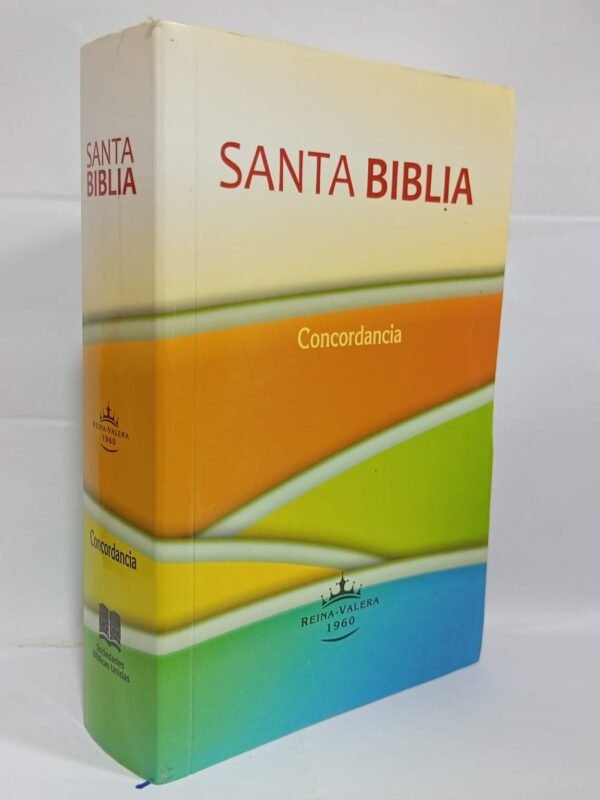 SANTA
BIBLIA
REINA-VALERA
1960
Concordancia
Sociedades
Bíblicas Unidas
SANTA BIBLIA
Concordancia
REINA-VALERA
1960